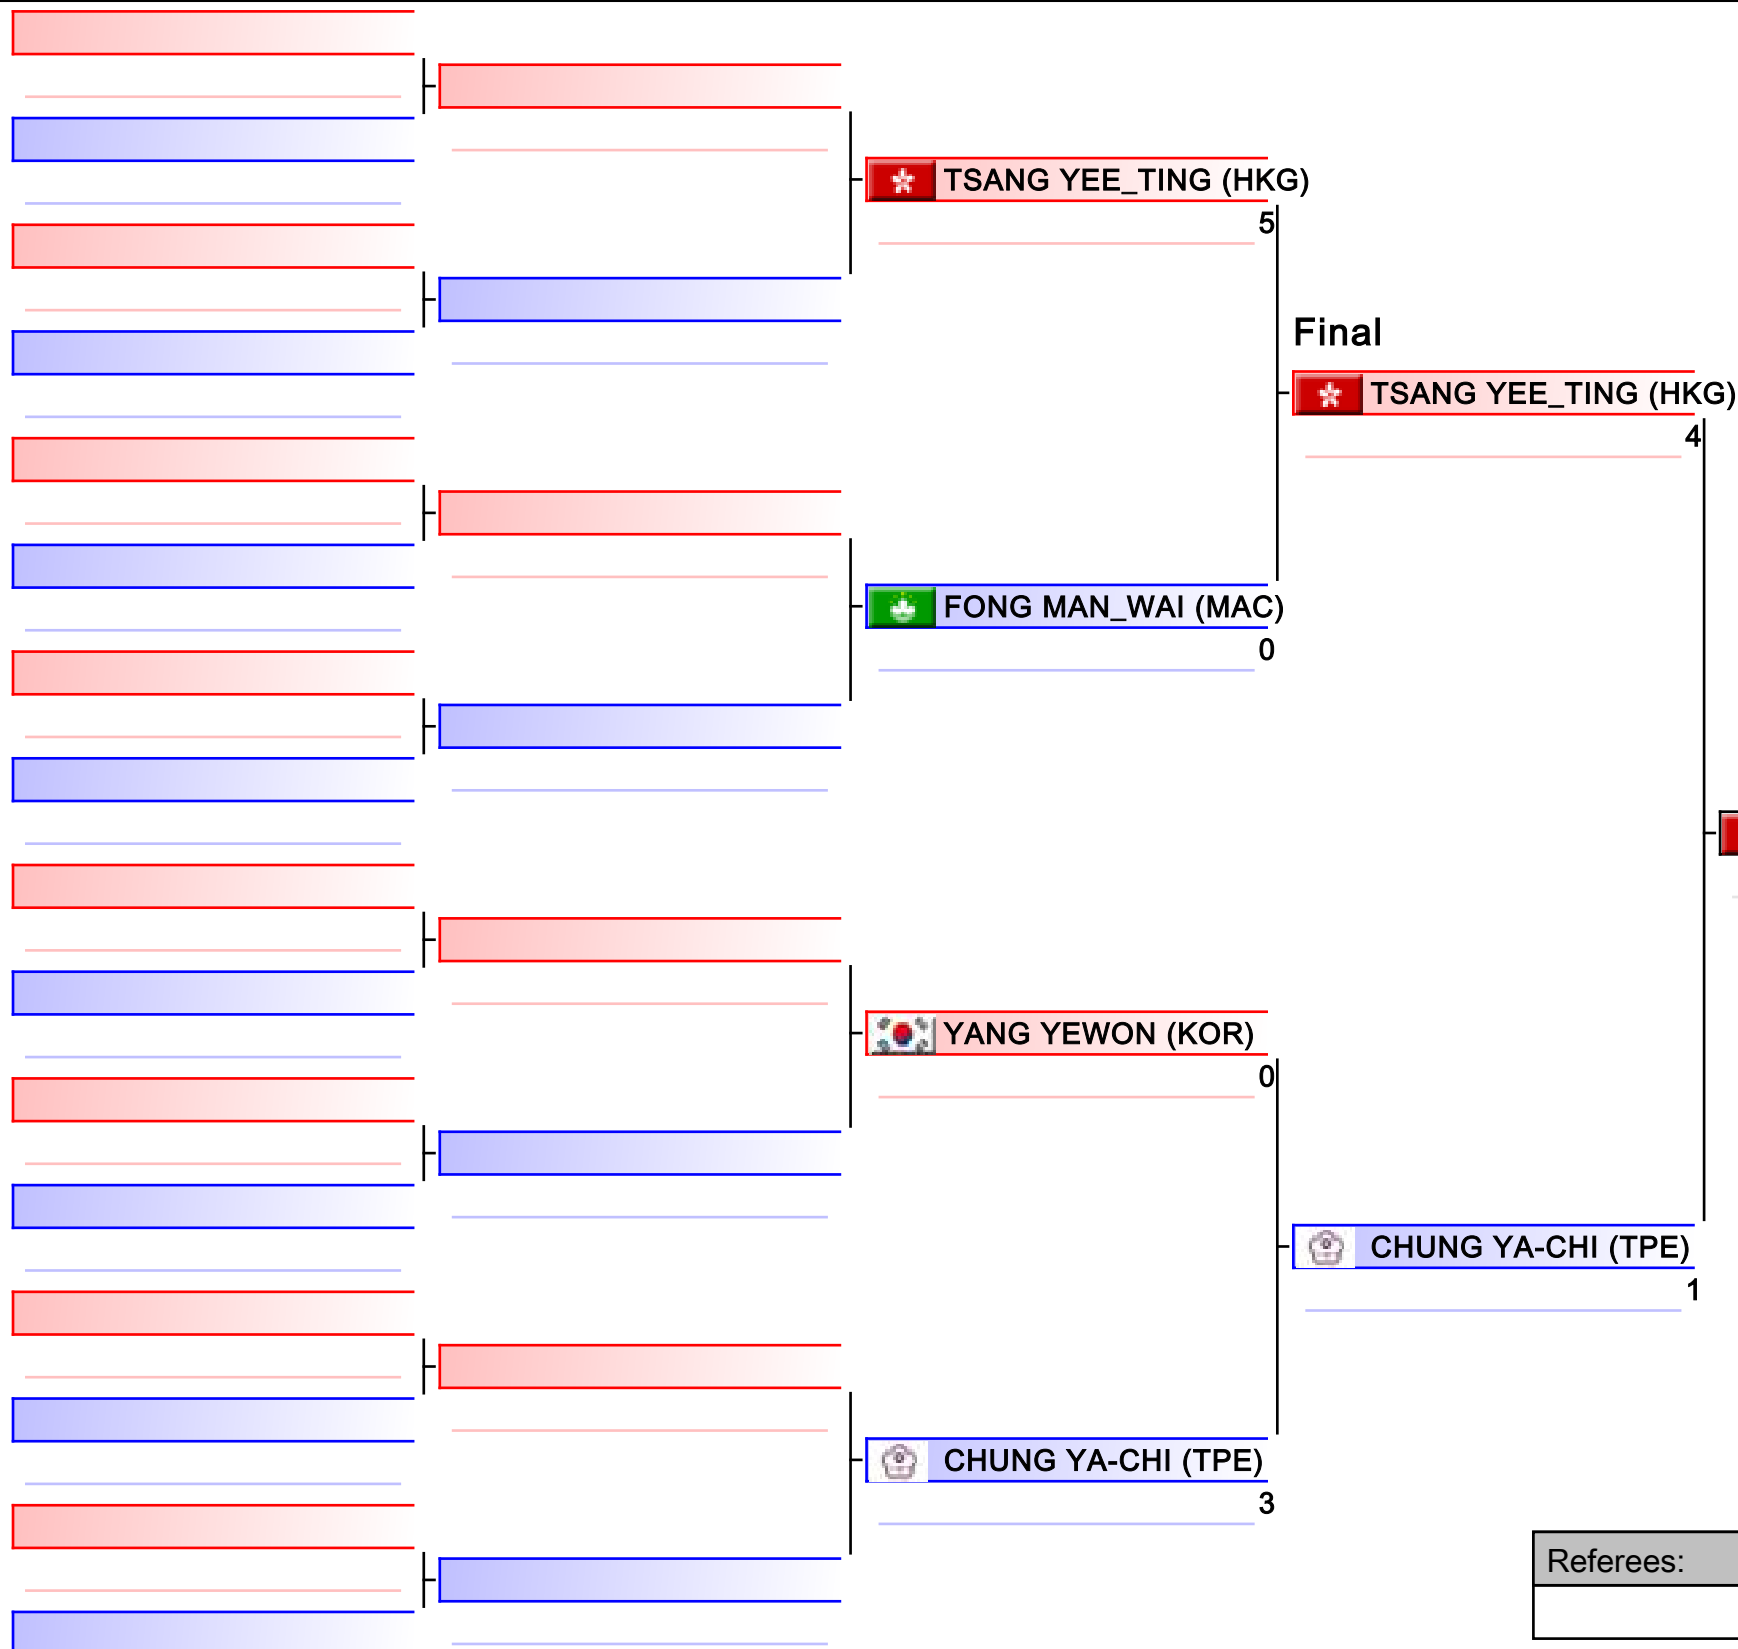 TSANG YEE_TING (HKG)
5
Final
TSANG YEE_TING (HKG)
4
FONG MAN_WAI (MAC)
0
YANG YEWON (KOR)
0
CHUNG YA-CHI (TPE)
1
CHUNG YA-CHI (TPE)
3
Referees: